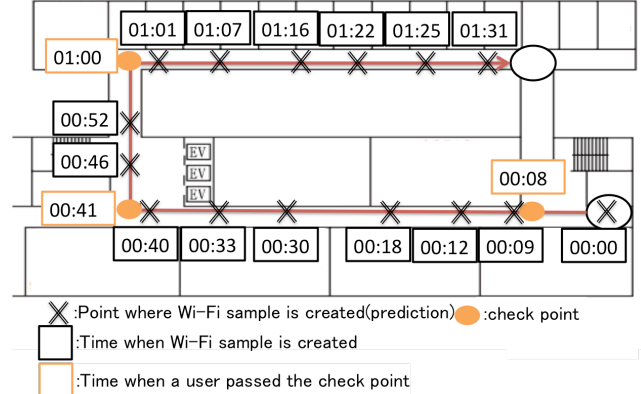 01:01 01:07 01:16 01:22 01:25 01:31
01:00
00:52
00:46
EV
EV
EV
00:08
00:41
00:40 00:33 00:30 00:18 00:12 00:09 00:00
:Point where Wi-Fi sample is created(prediction) :check point
:Time when Wi-Fi sample is created
:Time when a user passed the check point